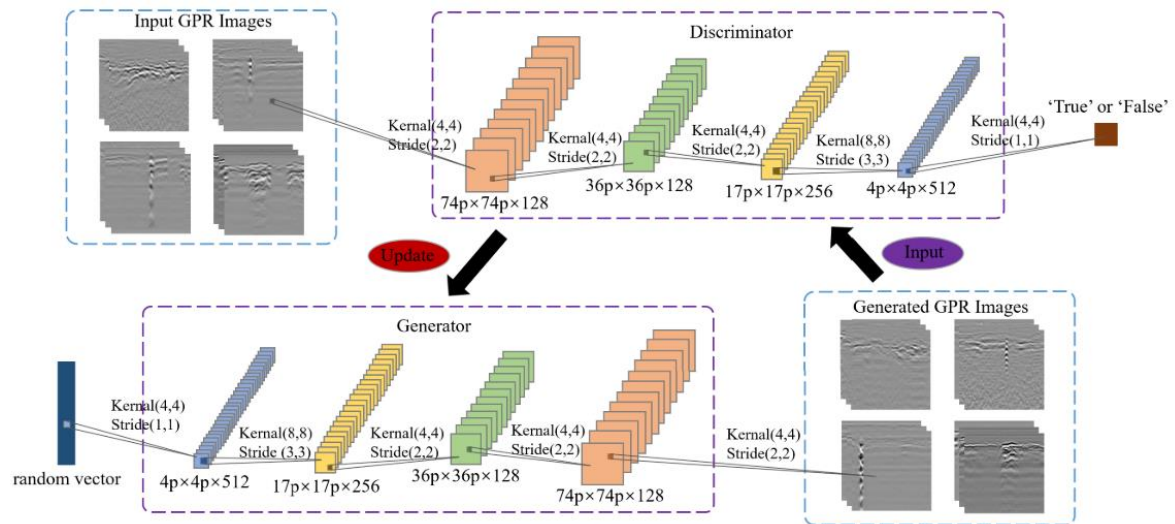 Input GPR Images
Discriminator
Kernal(4,4)
Stride(2,2)
Kernal(4,4)
Stride(2,2)
Kernal(4,4)
Stride(2,2)
Kernal(8,8)
Stride (3,3)
Kernal(4,4)
Stride(1,1)
'True' or 'False'
74p×74p×128
36p×36p×128
17p×17p×256
4p×4p×512
Update
Input
Generator
Generated GPR Images
random vector
Kernal(4,4)
Stride(1,1)
Kernal(8,8)
Stride (3,3)
Kernal(4,4)
Stride(2,2)
Kernal(4,4)
Stride(2,2)
Kernal(4,4)
Stride(2,2)
4p×4p×512
17p×17p×256
36p×36p×128
74p×74p×128